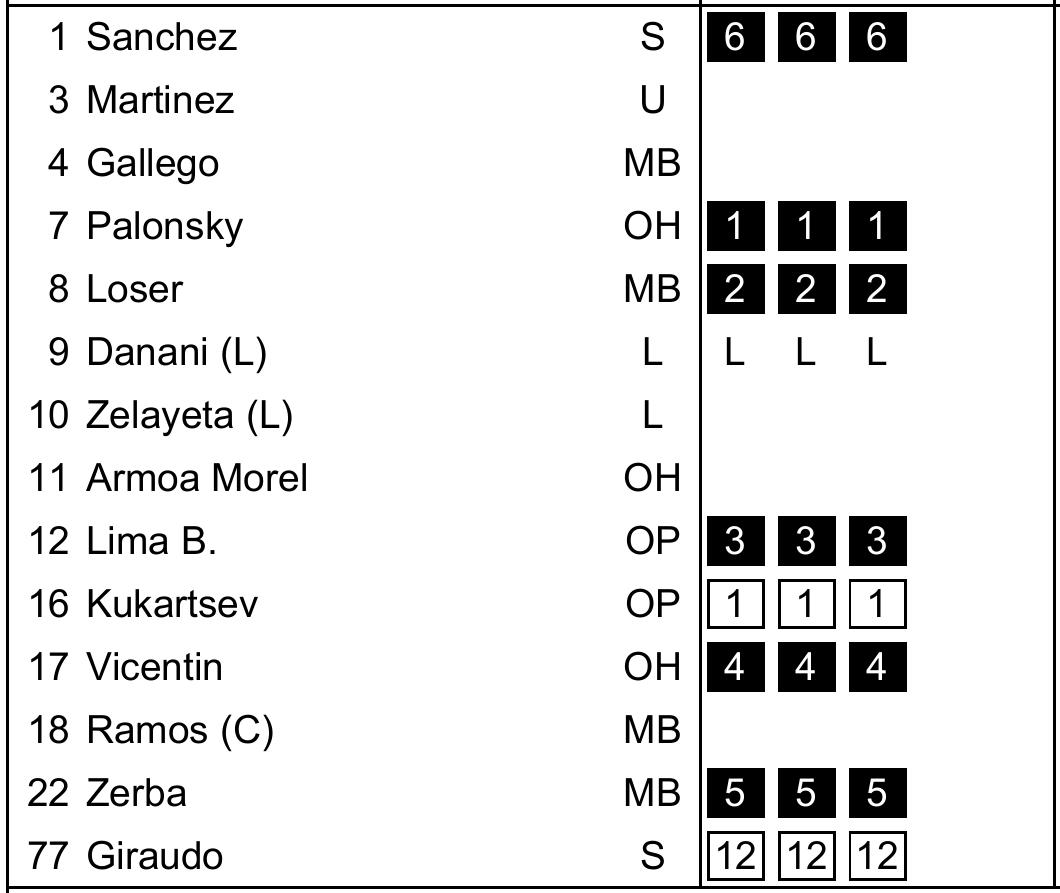 1 Sanchez S 6 6 6
3 Martinez U
4 Gallego MB
7 Palonsky OH 1 1 1
8 Loser MB 2 2 2
9 Danani (L) L L L L
10 Zelayeta (L) L
11 Armoa Morel OH
12 Lima B. OP 3 3 3
16 Kukartsev OP 1 1 1
17 Vicentin OH 4 4 4
18 Ramos (C) MB
22 Zerba MB 5 5 5
77 Giraudo S 12 12 12